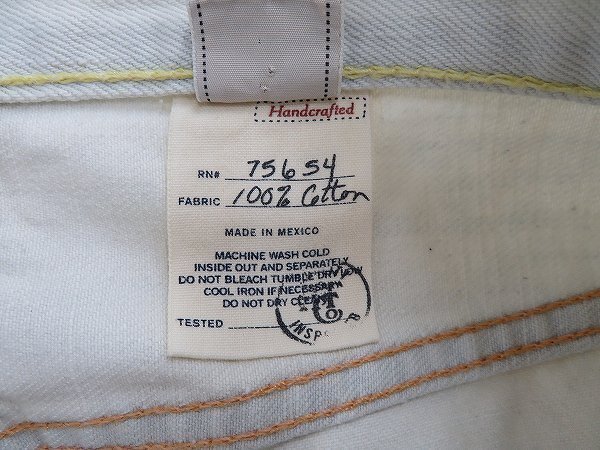 Handcrafted
RN# 75654
FABRIC 100% Cotton
MADE IN MEXICO
MACHINE WASH COLD
INSIDE OUT AND SEPARATELY
DO NOT BLEACH TUMBLE DRY LOW
COOL IRON IF NECESSARY
DO NOT DRY CLEAN
TESTED